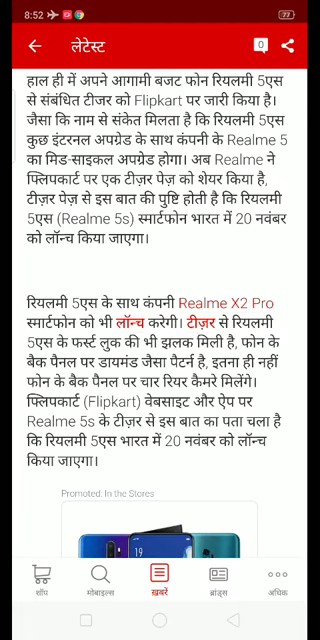 8:52
77
लेटेस्ट
0
हाल ही में अपने आगामी बजट फोन रियलमी 5एस
से संबंधित टीजर को Flipkart पर जारी किया है।
जैसा कि नाम से संकेत मिलता है कि रियलमी 5एस
कुछ इंटरनल अपग्रेड के साथ कंपनी के Realme 5
का मिड-साइकल अपग्रेड होगा। अब Realme ने
फ्लिपकार्ट पर एक टीज़र पेज़ को शेयर किया है,
टीज़र पेज़ से इस बात की पुष्टि होती है कि रियलमी
5एस (Realme 5s) स्मार्टफोन भारत में 20 नवंबर
को लॉन्च किया जाएगा।
रियलमी 5एस के साथ कंपनी Realme X2 Pro
स्मार्टफोन को भी लॉन्च करेगी। टीज़र से रियलमी
5एस के फर्स्ट लुक की भी झलक मिली है, फोन के
बैक पैनल पर डायमंड जैसा पैटर्न है, इतना ही नहीं
फोन के बैक पैनल पर चार रियर कैमरे मिलेंगे।
फ्लिपकार्ट (Flipkart) वेबसाइट और ऐप पर
Realme 5s के टीज़र से इस बात का पता चला है
कि रियलमी 5एस भारत में 20 नवंबर को लॉन्च
किया जाएगा।
Promoted: In the Stores
19
शॉप
मोबाइल्स
ख़बरें
ब्रांड्स
अधिक